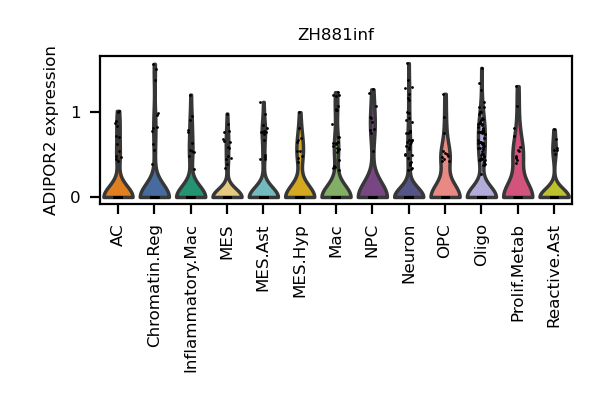 ZH881inf
ADIPOR2 expression
1
0
AC
Chromatin.Reg
Inflammatory.Mac
MES
MES.Ast
MES.Hyp
Mac
NPC
Neuron
OPC
Oligo
Prolif.Metab
Reactive.Ast